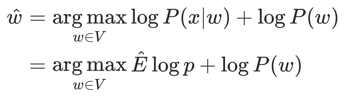 ŵ = arg max log P(x|w) + log P(w)
w∈V
= arg max Ê log p + log P(w)
w∈V